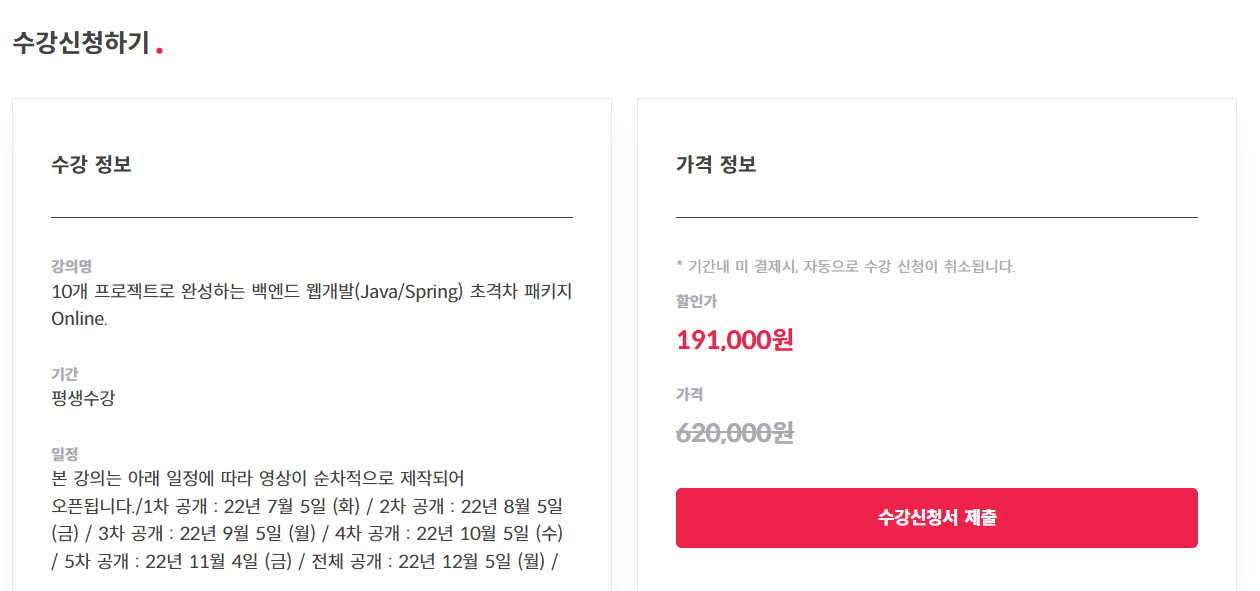 수강신청하기.
수강 정보
강의명
10개 프로젝트로 완성하는 백엔드 웹개발(Java/Spring) 초격차 패키지
Online.
기간
평생수강
일정
본 강의는 아래 일정에 따라 영상이 순차적으로 제작되어
오픈됩니다./1차 공개 : 22년 7월 5일 (화) / 2차 공개 : 22년 8월 5일
(금) / 3차 공개 : 22년 9월 5일 (월) / 4차 공개 : 22년 10월 5일 (수)
/ 5차 공개 : 22년 11월 4일 (금) / 전체 공개 : 22년 12월 5일 (월) /
가격 정보
* 기간내 미 결제시, 자동으로 수강 신청이 취소됩니다.
할인가
191,000원
가격
620,000원
수강신청서 제출